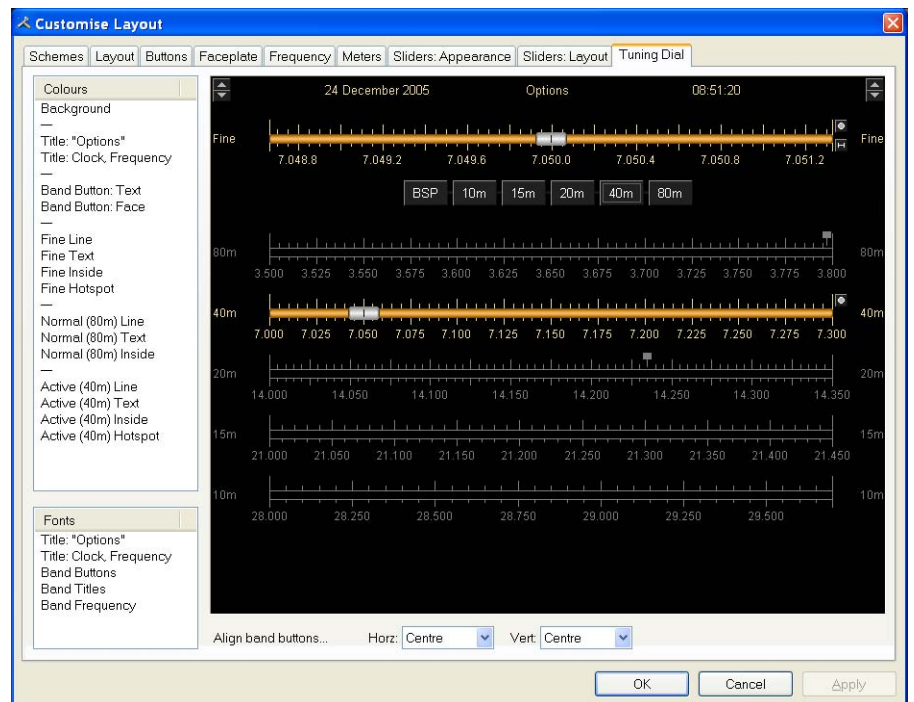 Customise Layout
Schemes Layout Buttons Faceplate Frequency Meters Sliders: Appearance Sliders: Layout Tuning Dial
Colours
Background
—
Title: "Options"
Title: Clock, Frequency
—
Band Button: Text
Band Button: Face
—
Fine Line
Fine Text
Fine Inside
Fine Hotspot
—
Normal (80m) Line
Normal (80m) Text
Normal (80m) Inside
—
Active (40m) Line
Active (40m) Text
Active (40m) Inside
Active (40m) Hotspot
Fonts
Title: "Options"
Title: Clock, Frequency
Band Buttons
Band Titles
Band Frequency
24 December 2005 Options 08:51:20
Fine Fine
7.048.8 7.049.2 7.049.6 7.050.0 7.050.4 7.050.8 7.051.2
BSP 10m 15m 20m 40m 80m
80m 80m
3.500 3.525 3.550 3.575 3.600 3.625 3.650 3.675 3.700 3.725 3.750 3.775 3.800
40m 40m
7.000 7.025 7.050 7.075 7.100 7.125 7.150 7.175 7.200 7.225 7.250 7.275 7.300
20m 20m
14.000 14.050 14.100 14.150 14.200 14.250 14.300 14.350
15m 15m
21.000 21.050 21.100 21.150 21.200 21.250 21.300 21.350 21.400 21.450
10m 10m
28.000 28.250 28.500 28.750 29.000 29.250 29.500
Align band buttons... Horz: Centre Vert: Centre
OK Cancel Apply